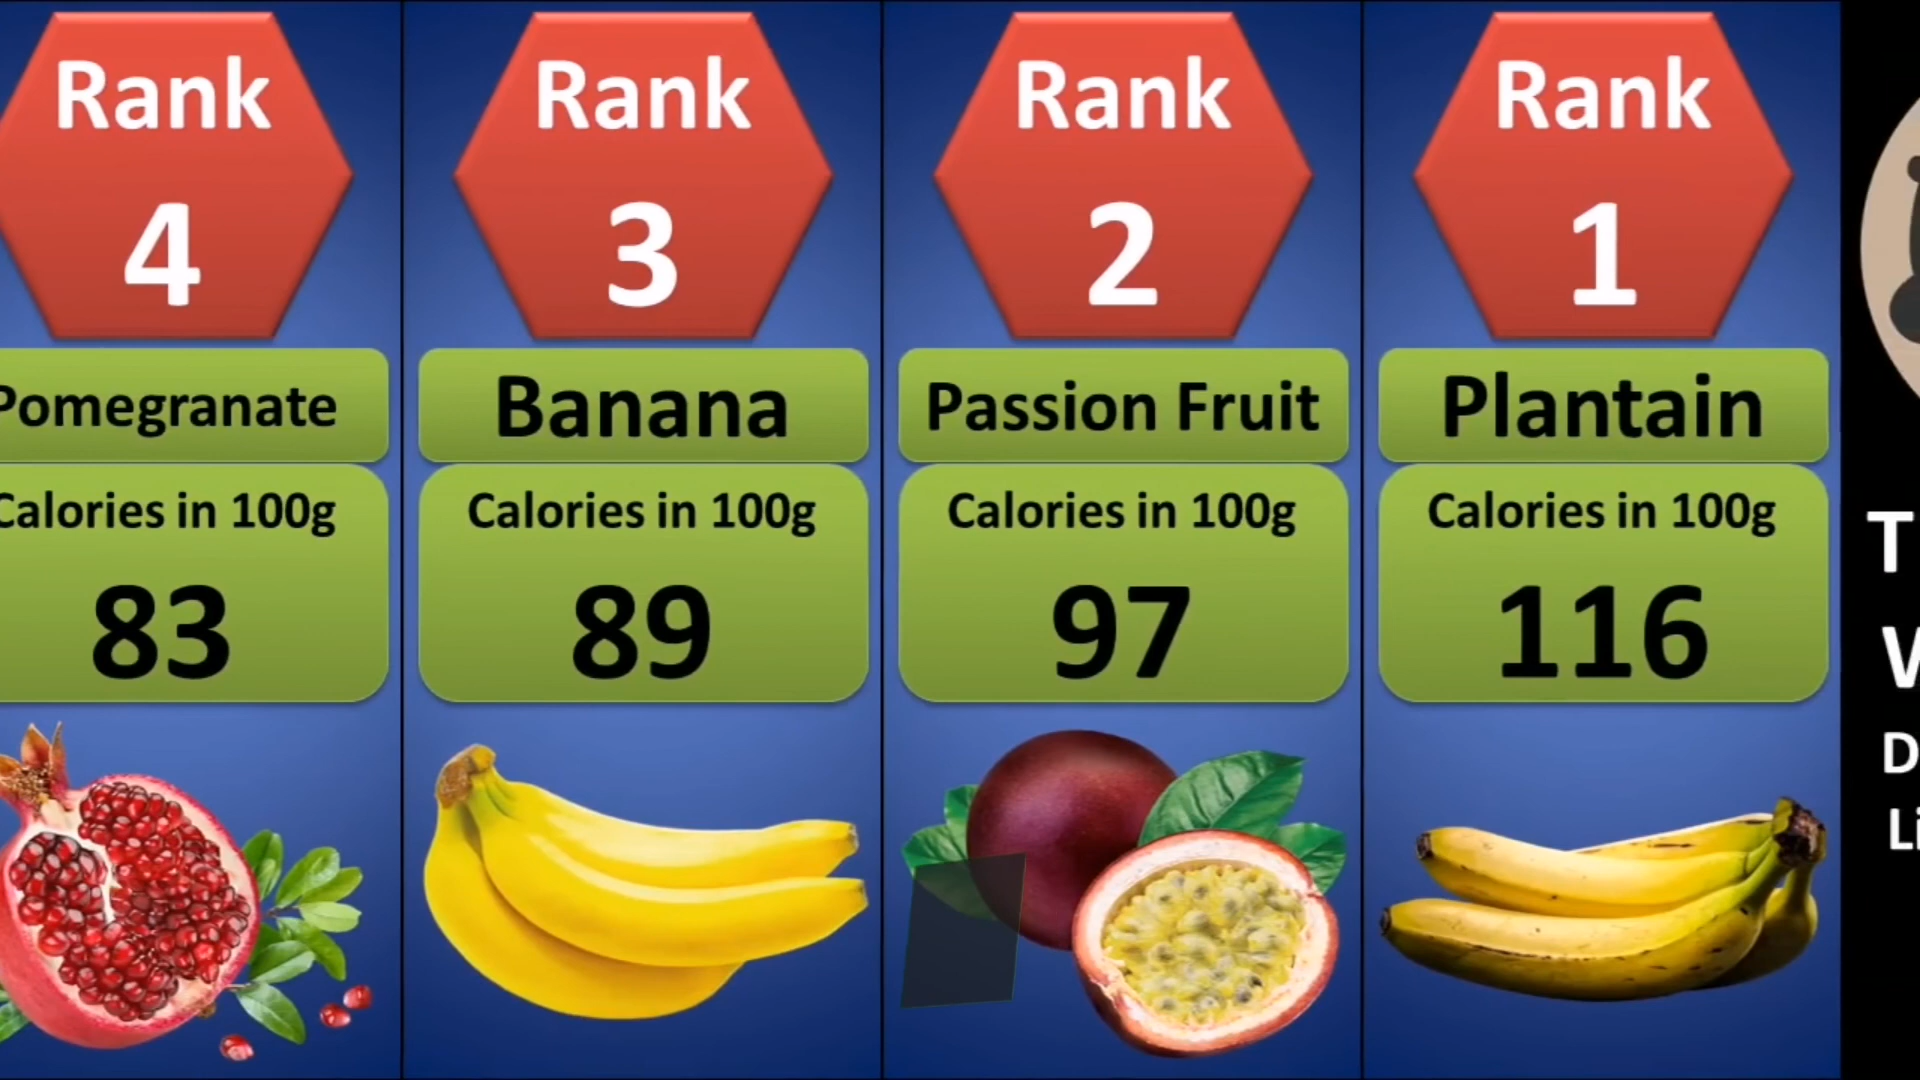 Rank
4
Pomegranate
Calories in 100g
83
Rank
3
Banana
Calories in 100g
89
Rank
2
Passion Fruit
Calories in 100g
97
Rank
1
Plantain
Calories in 100g
116